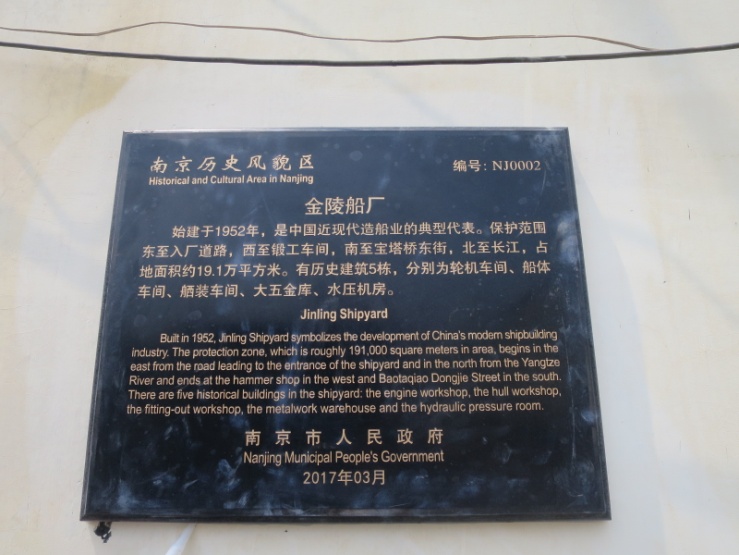 南京历史风貌区
Historical and Cultural Area in Nanjing
编号：NJ0002
金陵船厂
始建于1952年，是中国近现代造船业的典型代表。保护范围
东至入厂道路，西至锻工车间，南至宝塔桥东街，北至长江，占
地面积约19.1万平方米。有历史建筑5栋，分别为轮机车间、船体
车间、舾装车间、大五金库、水压机房。
Jinling Shipyard
Built in 1952, Jinling Shipyard symbolizes the development of China's modern shipbuilding
industry. The protection zone, which is roughly 191,000 square meters in area, begins in the
east from the road leading to the entrance of the shipyard and in the north from the Yangtze
River and ends at the hammer shop in the west and Baotaqiao Dongjie Street in the south.
There are five historical buildings in the shipyard: the engine workshop, the hull workshop,
the fitting-out workshop, the metalwork warehouse and the hydraulic pressure room.
南京市人民政府
Nanjing Municipal People's Government
2017年03月